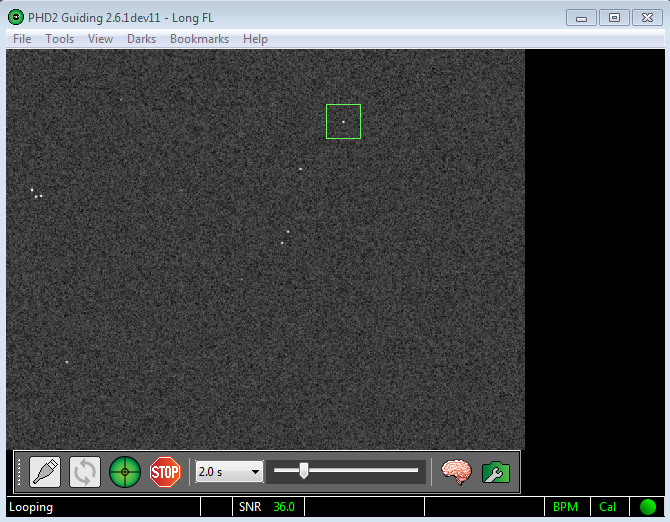 PHD2 Guiding 2.6.1dev11 - Long FL
File Tools View Darks Bookmarks Help
STOP 2.0 s
Looping SNR 36.0 BPM Cal